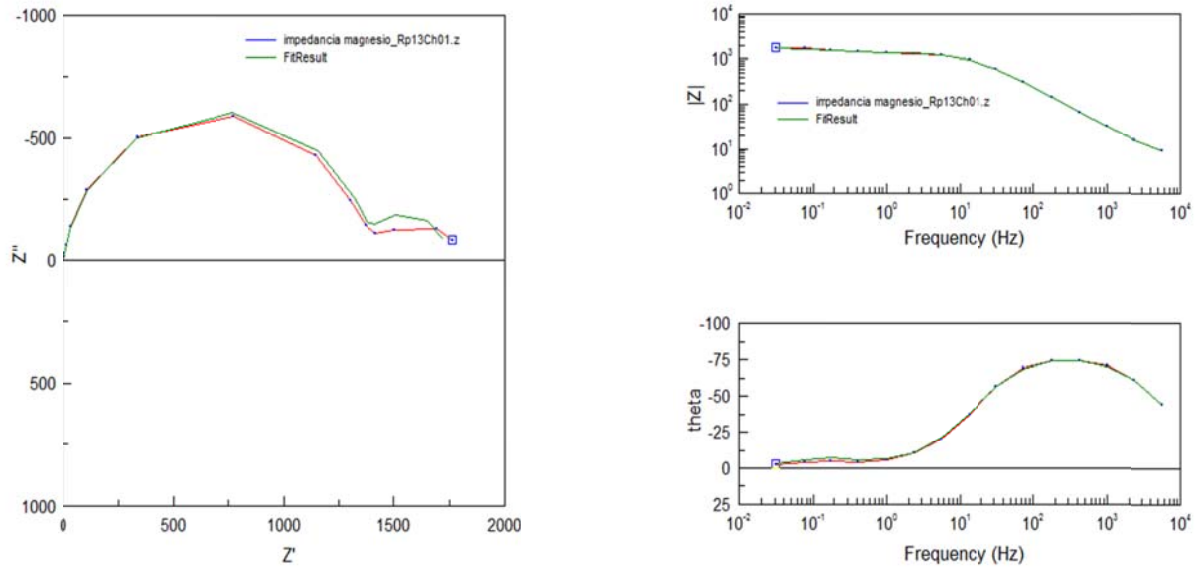 -1000
impedancia magnesio_Rp13Ch01.z
FitResult
-500
Z''
0
500
1000
0
500
1000
1500
2000
Z'
10⁴
10³
|Z|
10²
impedancia magnesio_Rp13Ch01.z
FitResult
10¹
10⁰
10⁻² 10⁻¹ 10⁰ 10¹ 10² 10³ 10⁴
Frequency (Hz)
-100
-75
-50
theta
-25
0
25
10⁻² 10⁻¹ 10⁰ 10¹ 10² 10³ 10⁴
Frequency (Hz)